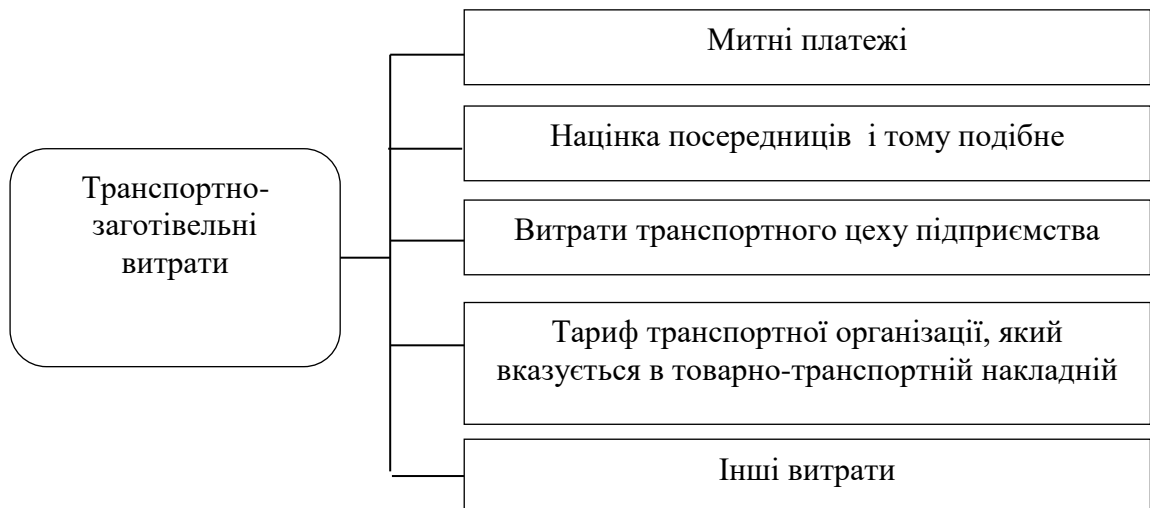 Митні платежі
Націнка посередниців і тому подібне
Транспортно-
заготівельні
витрати
Витрати транспортного цеху підприємства
Тариф транспортної організації, який
вказується в товарно-транспортній накладній
Інші витрати